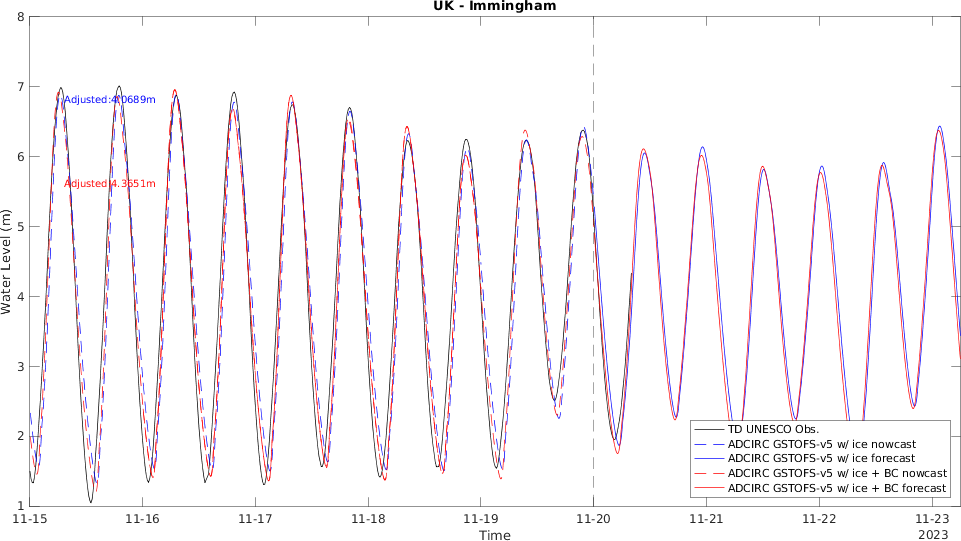 UK - Immingham
8
7
6
5
4
3
2
1
Water Level (m)
Adjusted:4.0689m
Adjusted:4.3651m
TD UNESCO Obs.
ADCIRC GSTOFS-v5 w/ ice nowcast
ADCIRC GSTOFS-v5 w/ ice forecast
ADCIRC GSTOFS-v5 w/ ice + BC nowcast
ADCIRC GSTOFS-v5 w/ ice + BC forecast
11-15 11-16 11-17 11-18 11-19 11-20 11-21 11-22 11-23
Time
2023